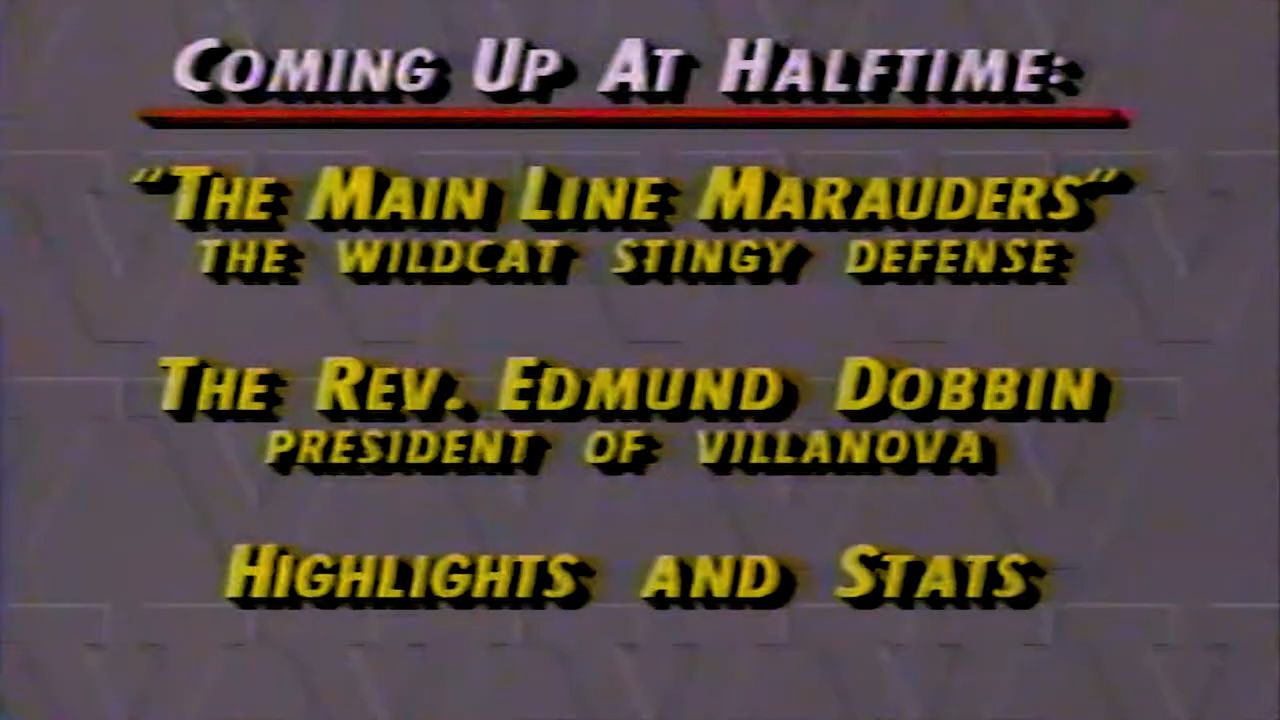 COMING UP AT HALFTIME:
"THE MAIN LINE MARAUDERS"
THE WILDCAT STINGY DEFENSE
THE REV. EDMUND DOBBIN
PRESIDENT OF VILLANOVA
HIGHLIGHTS AND STATS